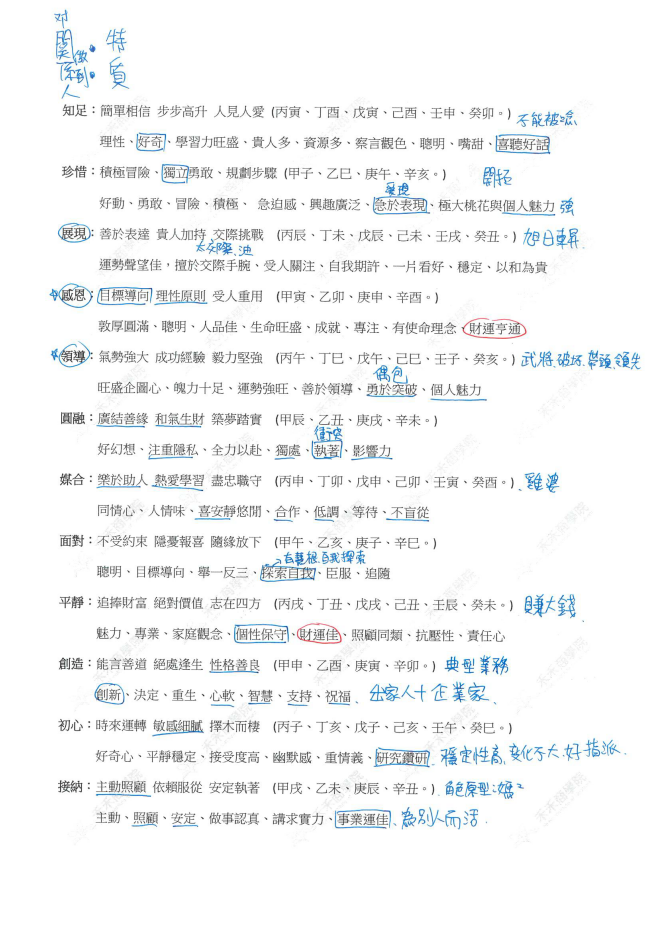 对
關係人
做到:
特質
知足：簡單相信 步步高升 人見人愛 (丙寅、丁酉、戊寅、己酉、壬申、癸卯。) 不能被唸
理性、好奇、學習力旺盛、貴人多、資源多、察言觀色、聰明、嘴甜、喜聽好話
珍惜：積極冒險、獨立勇敢、規劃步驟 (甲子、乙巳、庚午、辛亥。) 開拓
表現
好動、勇敢、冒險、積極、 急迫感、興趣廣泛、急於表現、極大桃花與個人魅力 強
展現：善於表達 貴人加持 交際挑戰 (丙辰、丁未、戊辰、己未、壬戌、癸丑。) 旭日東昇
太交際、油
運勢聲望佳，擅於交際手腕、受人關注、自我期許、一片看好、穩定、以和為貴
感恩：目標導向 理性原則 受人重用 (甲寅、乙卯、庚申、辛酉。)
敦厚圓滿、聰明、人品佳、生命旺盛、成就、專注、有使命理念、財運亨通
領導：氣勢強大 成功經驗 毅力堅強 (丙午、丁巳、戊午、己巳、壬子、癸亥。) 武將、破坏、帶頭、領先
偶包
旺盛企圖心、魄力十足、運勢強旺、善於領導、勇於突破、個人魅力
圓融：廣結善緣 和氣生財 築夢踏實 (甲辰、乙丑、庚戌、辛未。)
衝突
好幻想、注重隱私、全力以赴、獨處、執著、影響力
媒合：樂於助人 熱愛學習 盡忠職守 (丙申、丁卯、戊申、己卯、壬寅、癸酉。) 、雞婆
同情心、人情味、喜安靜悠閒、合作、低調、等待、不盲從
面對：不受約束 隱憂報喜 隨緣放下 (甲午、乙亥、庚子、辛巳。)
自我探索
聰明、目標導向、舉一反三、探索自我、臣服、追隨
平靜：追捧財富 絕對價值 志在四方 (丙戌、丁丑、戊戌、己丑、壬辰、癸未。) 賺大錢
魅力、專業、家庭觀念、個性保守、財運佳、照顧同類、抗壓性、責任心
創造：能言善道 絕處逢生 性格善良 (甲申、乙酉、庚寅、辛卯。) 典型業務
創新、決定、重生、心軟、智慧、支持、祝福、出家人十企業家、
初心：時來運轉 敏感細膩 擇木而棲 (丙子、丁亥、戊子、己亥、壬午、癸巳。)
好奇心、平靜穩定、接受度高、幽默感、重情義、研究鑽研、穩定性高、变化不大、好指派.
接納：主動照顧 依賴服從 安定執著 (甲戌、乙未、庚辰、辛丑。) 、角色原型:媽
主動、照顧、安定、做事認真、講求實力、事業運佳、為別人而活.